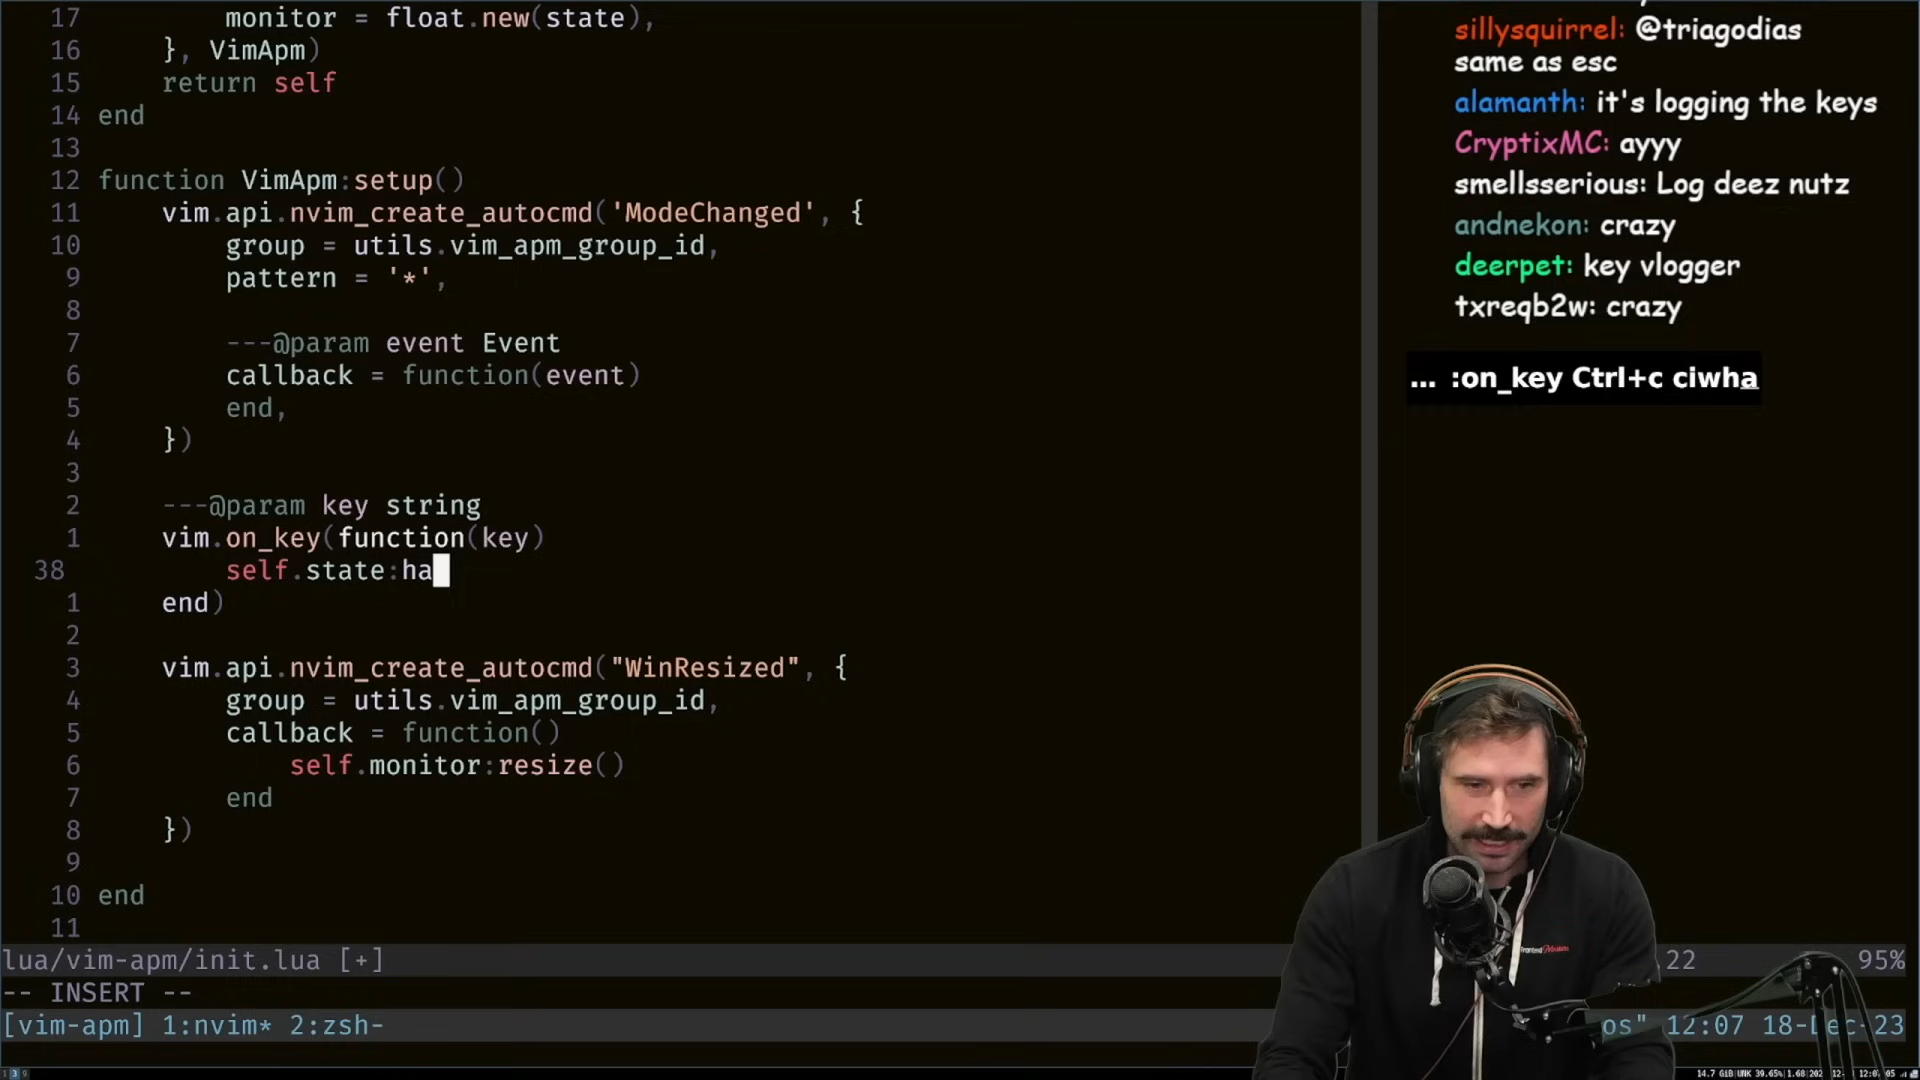 17         monitor = float.new(state),
16     }, VimApm)
15     return self
14 end
13
12 function VimApm:setup()
11     vim.api.nvim_create_autocmd('ModeChanged', {
10         group = utils.vim_apm_group_id,
9         pattern = '*',
8
7         ---@param event Event
6         callback = function(event)
5         end,
4     })
3
2     ---@param key string
1     vim.on_key(function(key)
38         self.state:ha
1     end)
2
3     vim.api.nvim_create_autocmd("WinResized", {
4         group = utils.vim_apm_group_id,
5         callback = function()
6             self.monitor:resize()
7         end
8     })
9
10 end
11
lua/vim-apm/init.lua [+] 22 95%
-- INSERT --
[vim-apm] 1:nvim* 2:zsh- os" 12:07 18-Dec-23
sillysquirrel: @triagodias
same as esc
alamanth: it's logging the keys
CryptixMC: ayyy
smellsserious: Log deez nutz
andnekon: crazy
deerpet: key vlogger
txreqb2w: crazy
... :on_key Ctrl+c ciwha